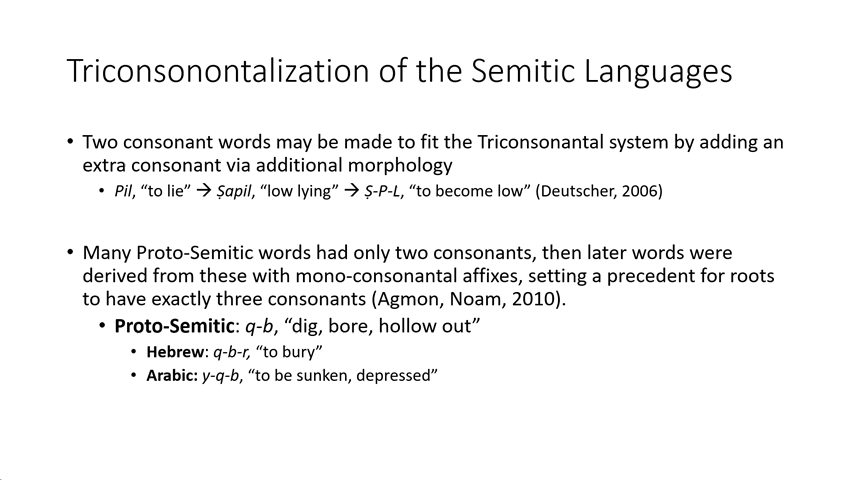 Triconsonontalization of the Semitic Languages
• Two consonant words may be made to fit the Triconsonantal system by adding an
extra consonant via additional morphology
• Pil, “to lie” → Ṣapil, “low lying” → Ṣ-P-L, “to become low” (Deutscher, 2006)
• Many Proto-Semitic words had only two consonants, then later words were
derived from these with mono-consonantal affixes, setting a precedent for roots
to have exactly three consonants (Agmon, Noam, 2010).
• Proto-Semitic: q-b, “dig, bore, hollow out”
• Hebrew: q-b-r, “to bury”
• Arabic: y-q-b, “to be sunken, depressed”